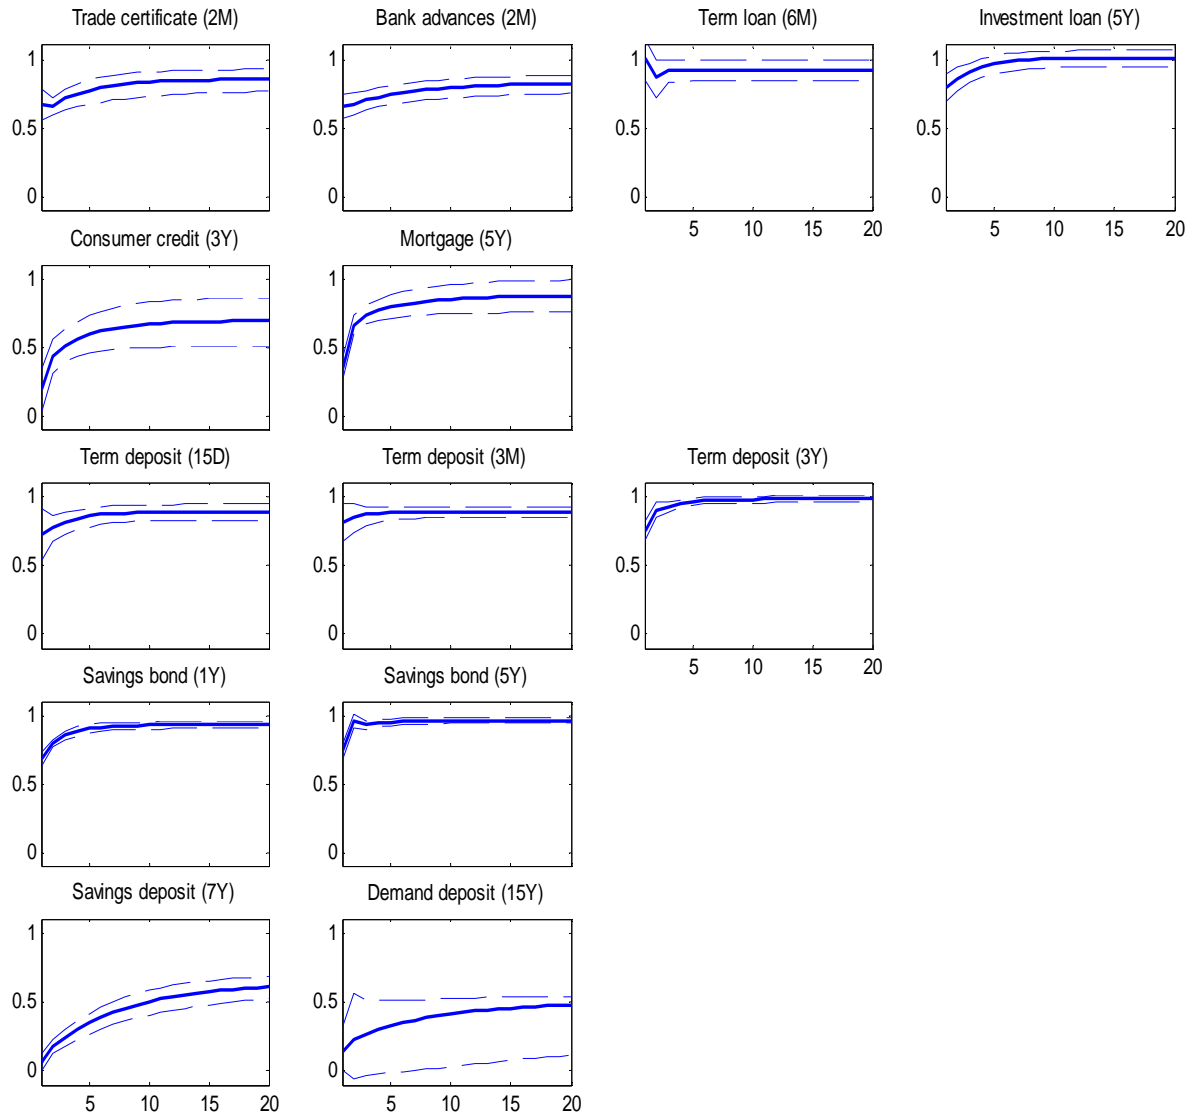 Trade certificate (2M) Bank advances (2M) Term loan (6M) Investment loan (5Y)
1 1 1 1
0.5 0.5 0.5 0.5
0 0 0 0
5 10 15 20 5 10 15 20
Consumer credit (3Y) Mortgage (5Y)
1 1
0.5 0.5
0 0
Term deposit (15D) Term deposit (3M) Term deposit (3Y)
1 1 1
0.5 0.5 0.5
0 0 0
5 10 15 20
Savings bond (1Y) Savings bond (5Y)
1 1
0.5 0.5
0 0
Savings deposit (7Y) Demand deposit (15Y)
1 1
0.5 0.5
0 0
5 10 15 20 5 10 15 20